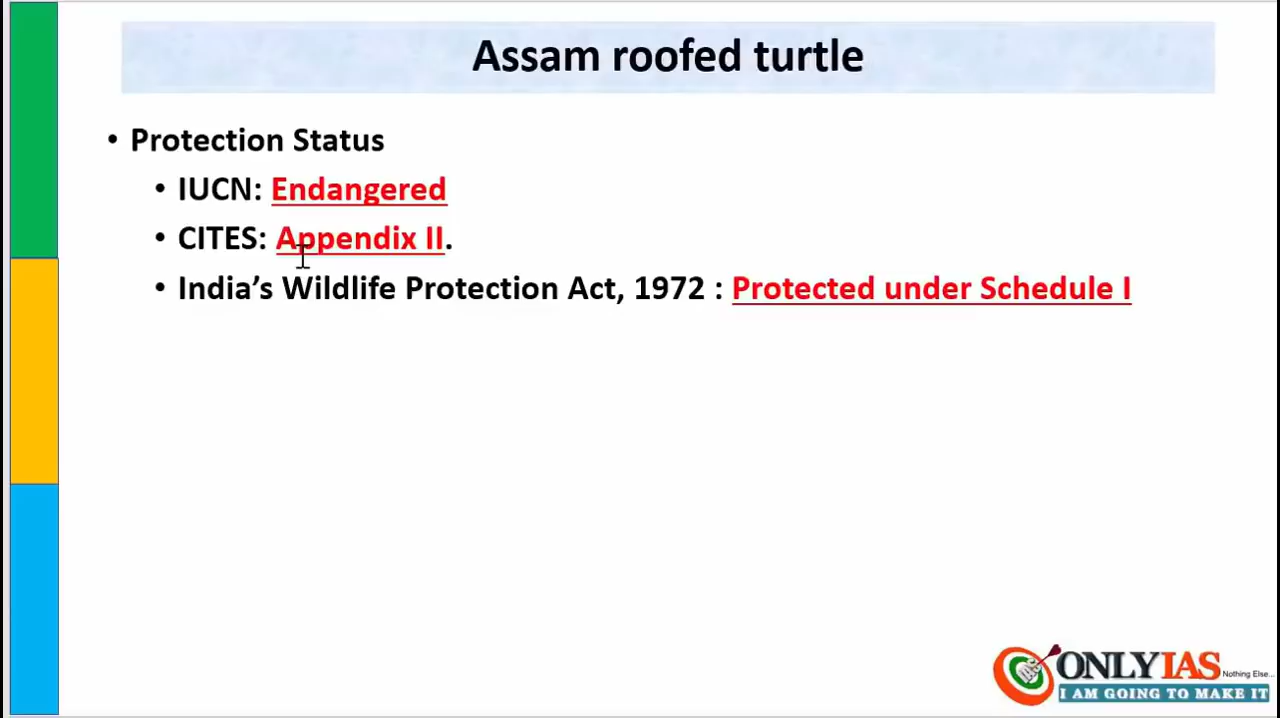 Assam roofed turtle
• Protection Status
• IUCN: Endangered
• CITES: Appendix II.
• India’s Wildlife Protection Act, 1972 : Protected under Schedule I
ONLYIAS Nothing Else...
I AM GOING TO MAKE IT